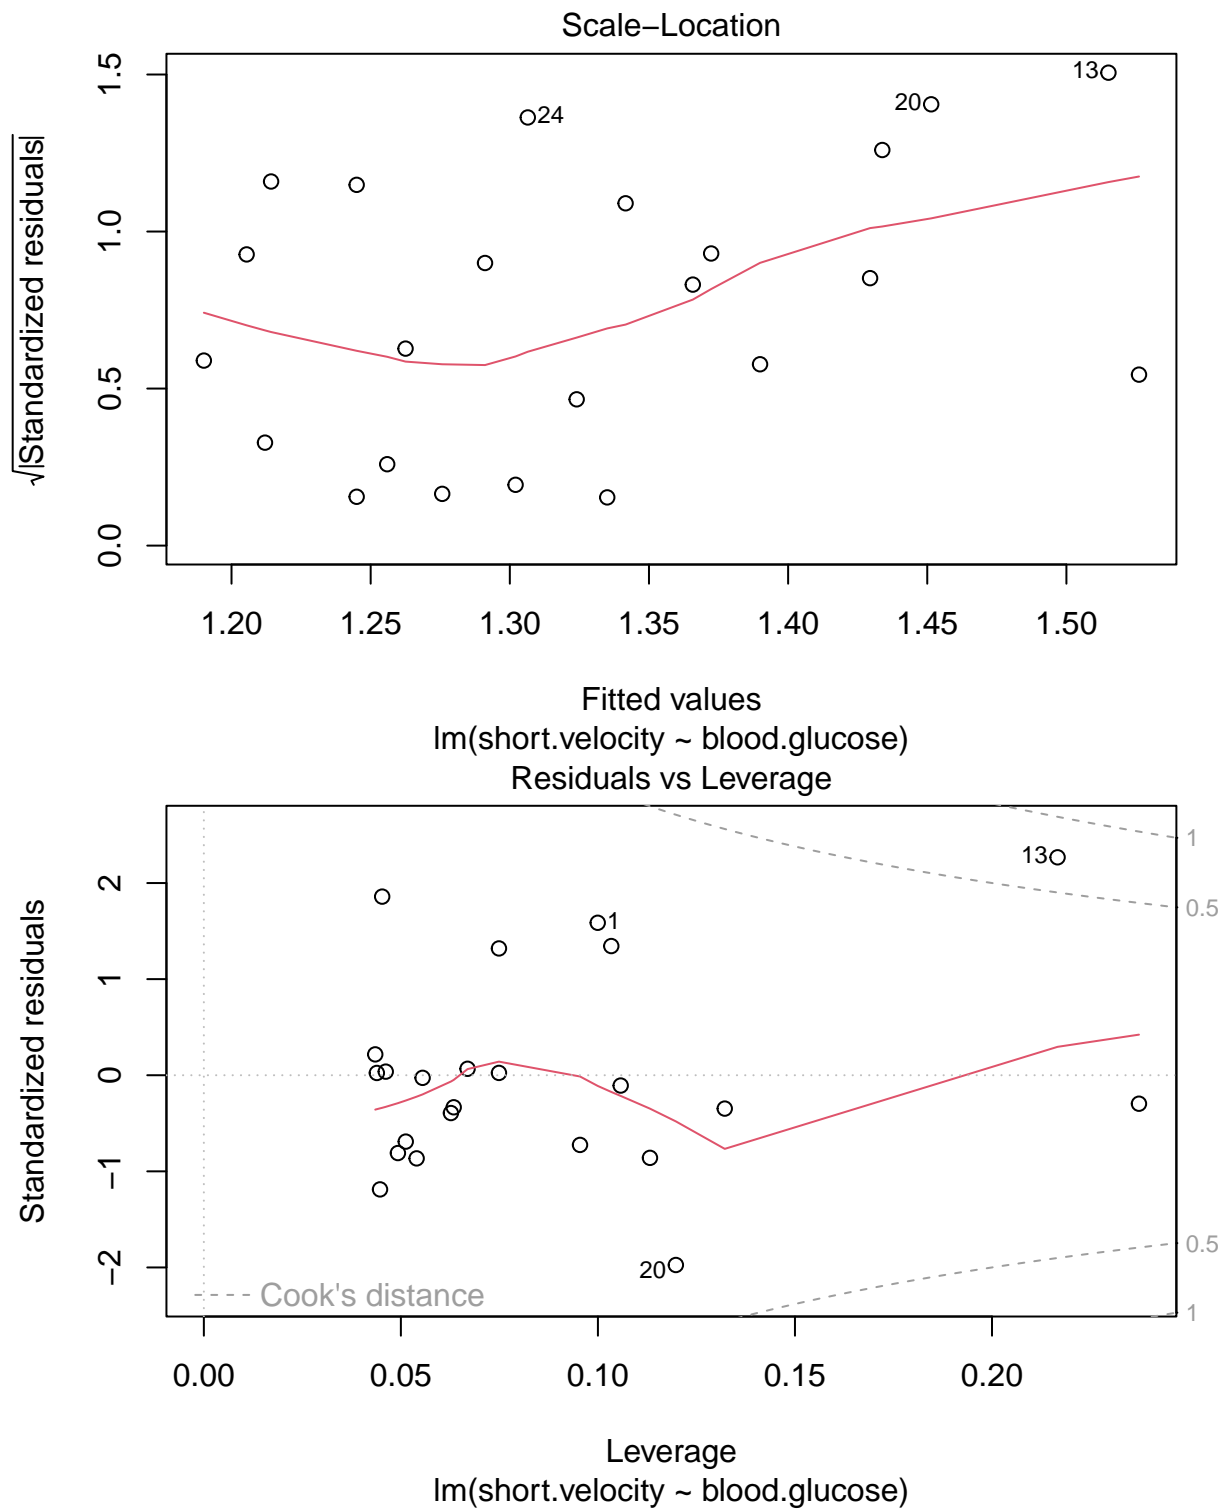 Scale−Location
√|Standardized residuals|
0.0 0.5 1.0 1.5
13
20
24
1.20 1.25 1.30 1.35 1.40 1.45 1.50
Fitted values
lm(short.velocity ~ blood.glucose)
Residuals vs Leverage
Standardized residuals
−2 −1 0 1 2
1
13
0.5
1
0.5
20
Cook's distance
1
0.00 0.05 0.10 0.15 0.20
Leverage
lm(short.velocity ~ blood.glucose)